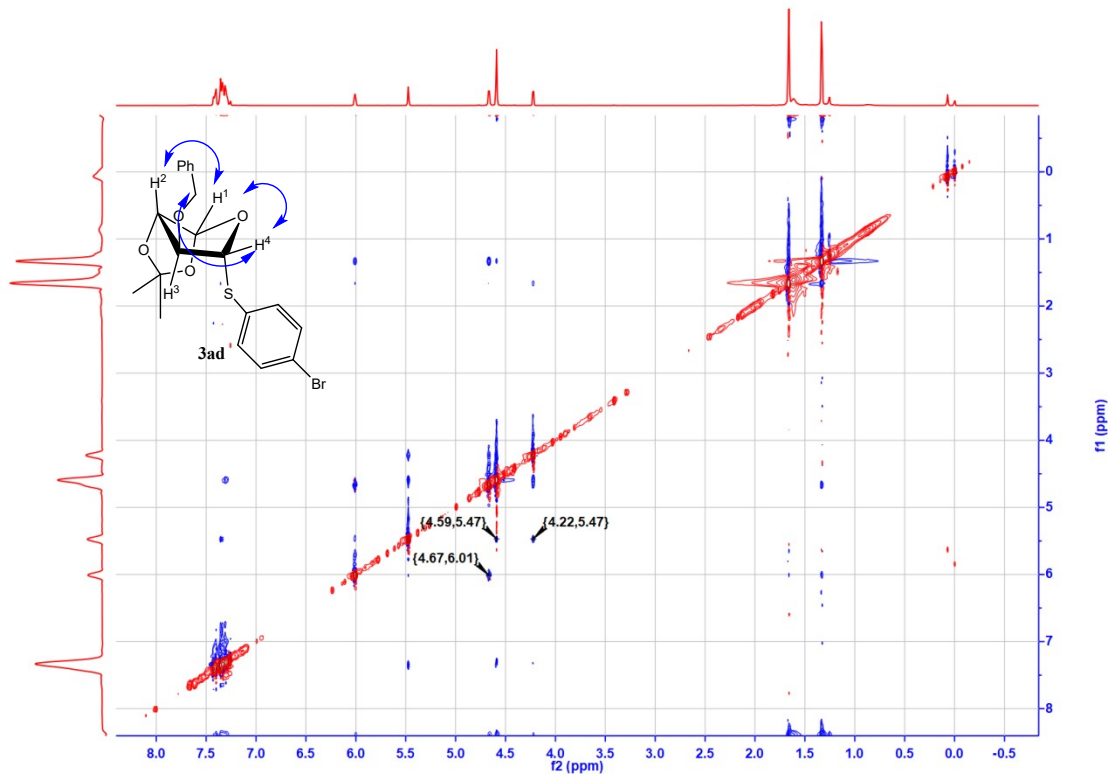 Ph
H2
H1
O
O
H4
O
O
H3
S
3ad
Br
{4.59,5.47}
{4.22,5.47}
{4.67,6.01}
0
1
2
3
4
5
6
7
8
f1 (ppm)
8.0 7.5 7.0 6.5 6.0 5.5 5.0 4.5 4.0 3.5 3.0 2.5 2.0 1.5 1.0 0.5 0.0 -0.5
f2 (ppm)